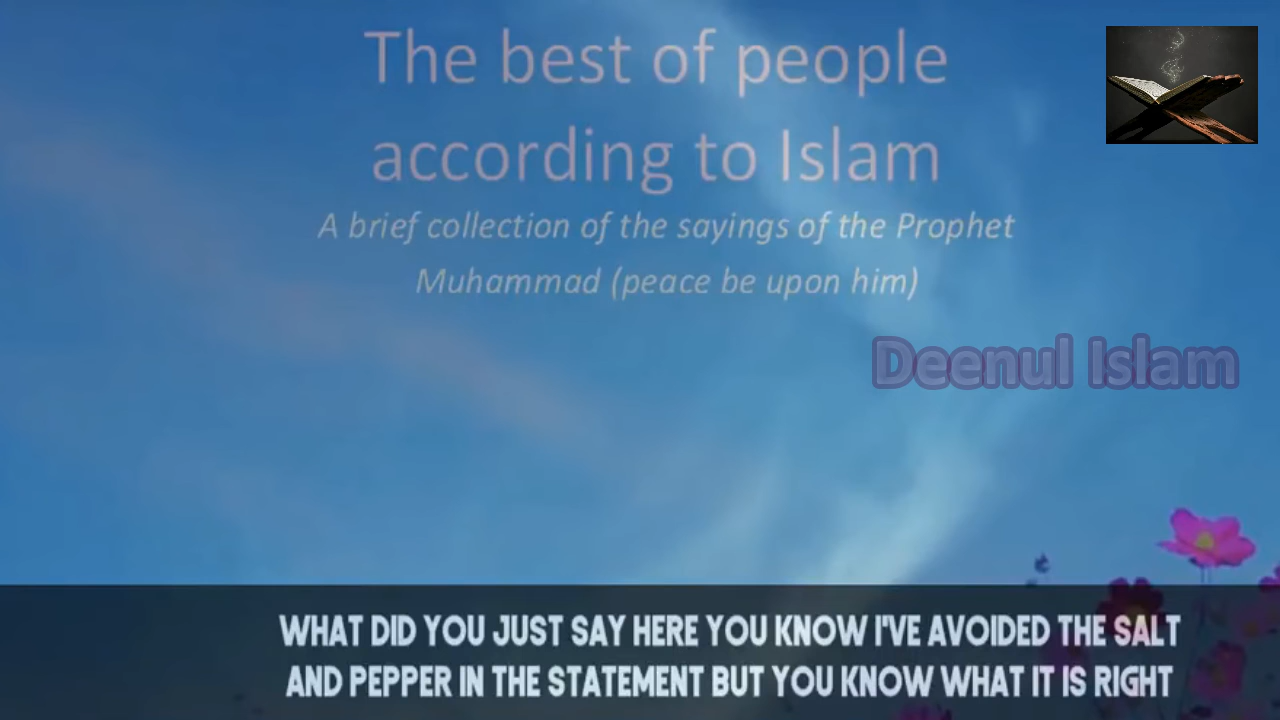 The best of people
according to Islam
A brief collection of the sayings of the Prophet
Muhammad (peace be upon him)
Deenul Islam
WHAT DID YOU JUST SAY HERE YOU KNOW I'VE AVOIDED THE SALT
AND PEPPER IN THE STATEMENT BUT YOU KNOW WHAT IT IS RIGHT